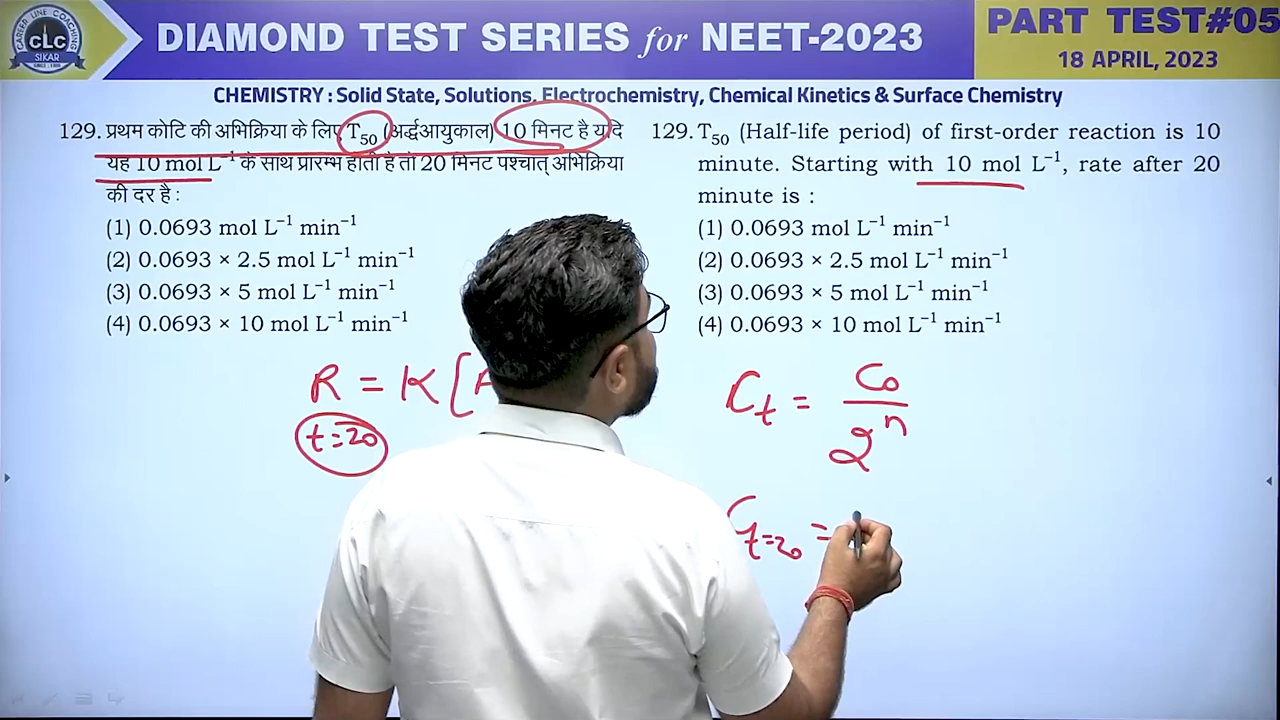 CAREER LINE COACHING
CLC
SIKAR
SINCE : 1996
DIAMOND TEST SERIES for NEET-2023
PART TEST#05
18 APRIL, 2023
CHEMISTRY : Solid State, Solutions, Electrochemistry, Chemical Kinetics & Surface Chemistry
129. प्रथम कोटि की अभिक्रिया के लिए T₅₀ (अर्द्धआयुकाल) 10 मिनट है यदि
यह 10 mol L⁻¹ के साथ प्रारम्भ होती है तो 20 मिनट पश्चात् अभिक्रिया
की दर है :
(1) 0.0693 mol L⁻¹ min⁻¹
(2) 0.0693 × 2.5 mol L⁻¹ min⁻¹
(3) 0.0693 × 5 mol L⁻¹ min⁻¹
(4) 0.0693 × 10 mol L⁻¹ min⁻¹
129. T₅₀ (Half-life period) of first-order reaction is 10
minute. Starting with 10 mol L⁻¹, rate after 20
minute is :
(1) 0.0693 mol L⁻¹ min⁻¹
(2) 0.0693 × 2.5 mol L⁻¹ min⁻¹
(3) 0.0693 × 5 mol L⁻¹ min⁻¹
(4) 0.0693 × 10 mol L⁻¹ min⁻¹
R = K [A
t=20
Cₜ = C₀
2ⁿ
Cₜ₌₂₀ =